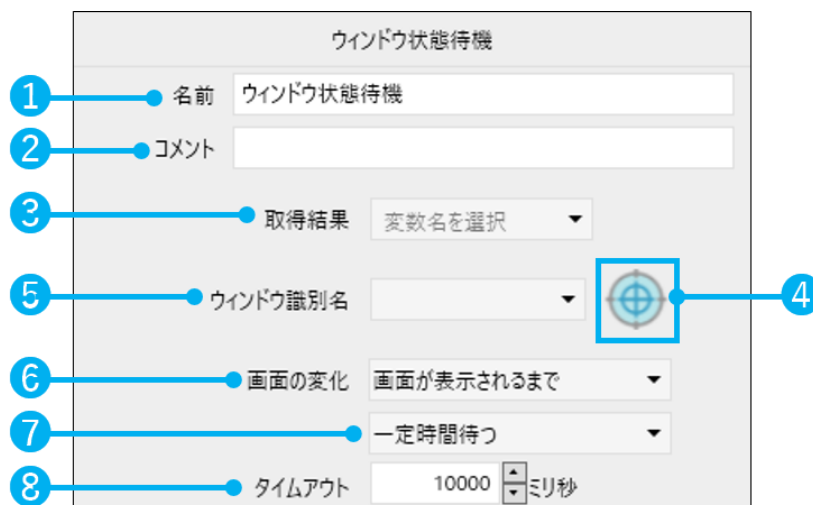 ウィンドウ状態待機
1 名前 ウィンドウ状態待機
2 コメント
3 取得結果 変数名を選択
5 ウィンドウ識別名 4
6 画面の変化 画面が表示されるまで
7 一定時間待つ
8 タイムアウト 10000 ミリ秒